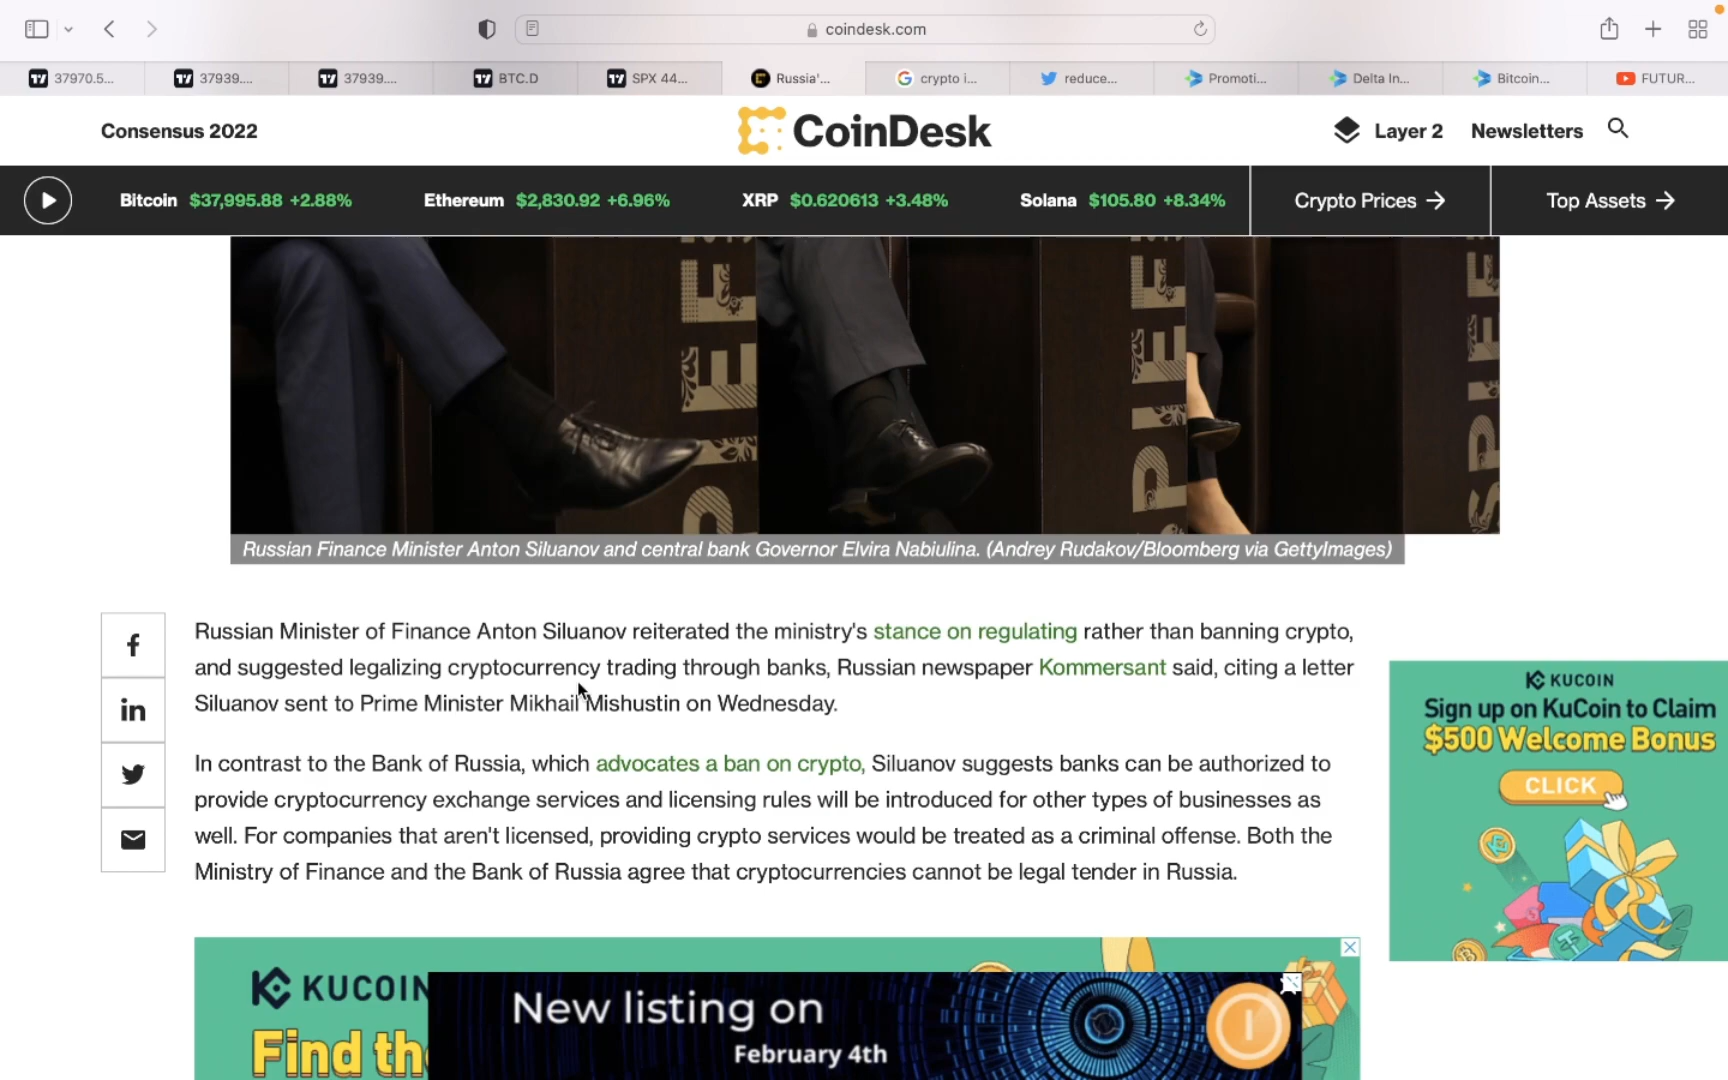 coindesk.com
37970.5...
37939....
37939....
BTC.D
SPX 44...
Russia'...
crypto i...
reduce...
Promoti...
Delta In...
Bitcoin...
FUTUR...
Consensus 2022
CoinDesk
Layer 2
Newsletters
Bitcoin $37,995.88 +2.88%
Ethereum $2,830.92 +6.96%
XRP $0.620613 +3.48%
Solana $105.80 +8.34%
Crypto Prices →
Top Assets →
Russian Finance Minister Anton Siluanov and central bank Governor Elvira Nabiulina. (Andrey Rudakov/Bloomberg via GettyImages)
Russian Minister of Finance Anton Siluanov reiterated the ministry's stance on regulating rather than banning crypto,
and suggested legalizing cryptocurrency trading through banks, Russian newspaper Kommersant said, citing a letter
Siluanov sent to Prime Minister Mikhail Mishustin on Wednesday.
In contrast to the Bank of Russia, which advocates a ban on crypto, Siluanov suggests banks can be authorized to
provide cryptocurrency exchange services and licensing rules will be introduced for other types of businesses as
well. For companies that aren't licensed, providing crypto services would be treated as a criminal offense. Both the
Ministry of Finance and the Bank of Russia agree that cryptocurrencies cannot be legal tender in Russia.
KUCOIN
Sign up on KuCoin to Claim
$500 Welcome Bonus
CLICK
KUCOIN
Find the
New listing on
February 4th